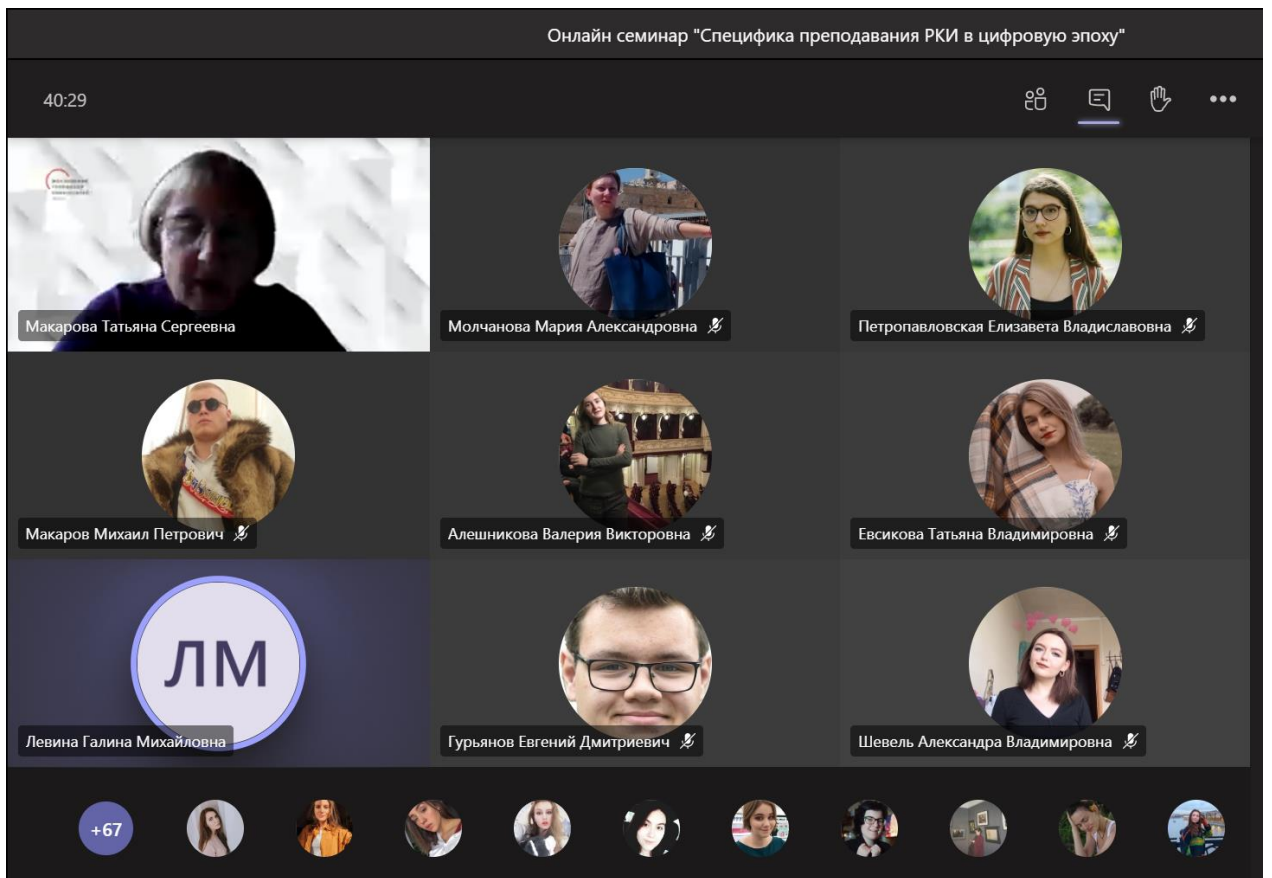 Онлайн семинар "Специфика преподавания РКИ в цифровую эпоху"
40:29
Макарова Татьяна Сергеевна
Молчанова Мария Александровна
Петропавловская Елизавета Владиславовна
Макаров Михаил Петрович
Алешникова Валерия Викторовна
Евсикова Татьяна Владимировна
ЛМ
Левина Галина Михайловна
Гурьянов Евгений Дмитриевич
Шевель Александра Владимировна
+67